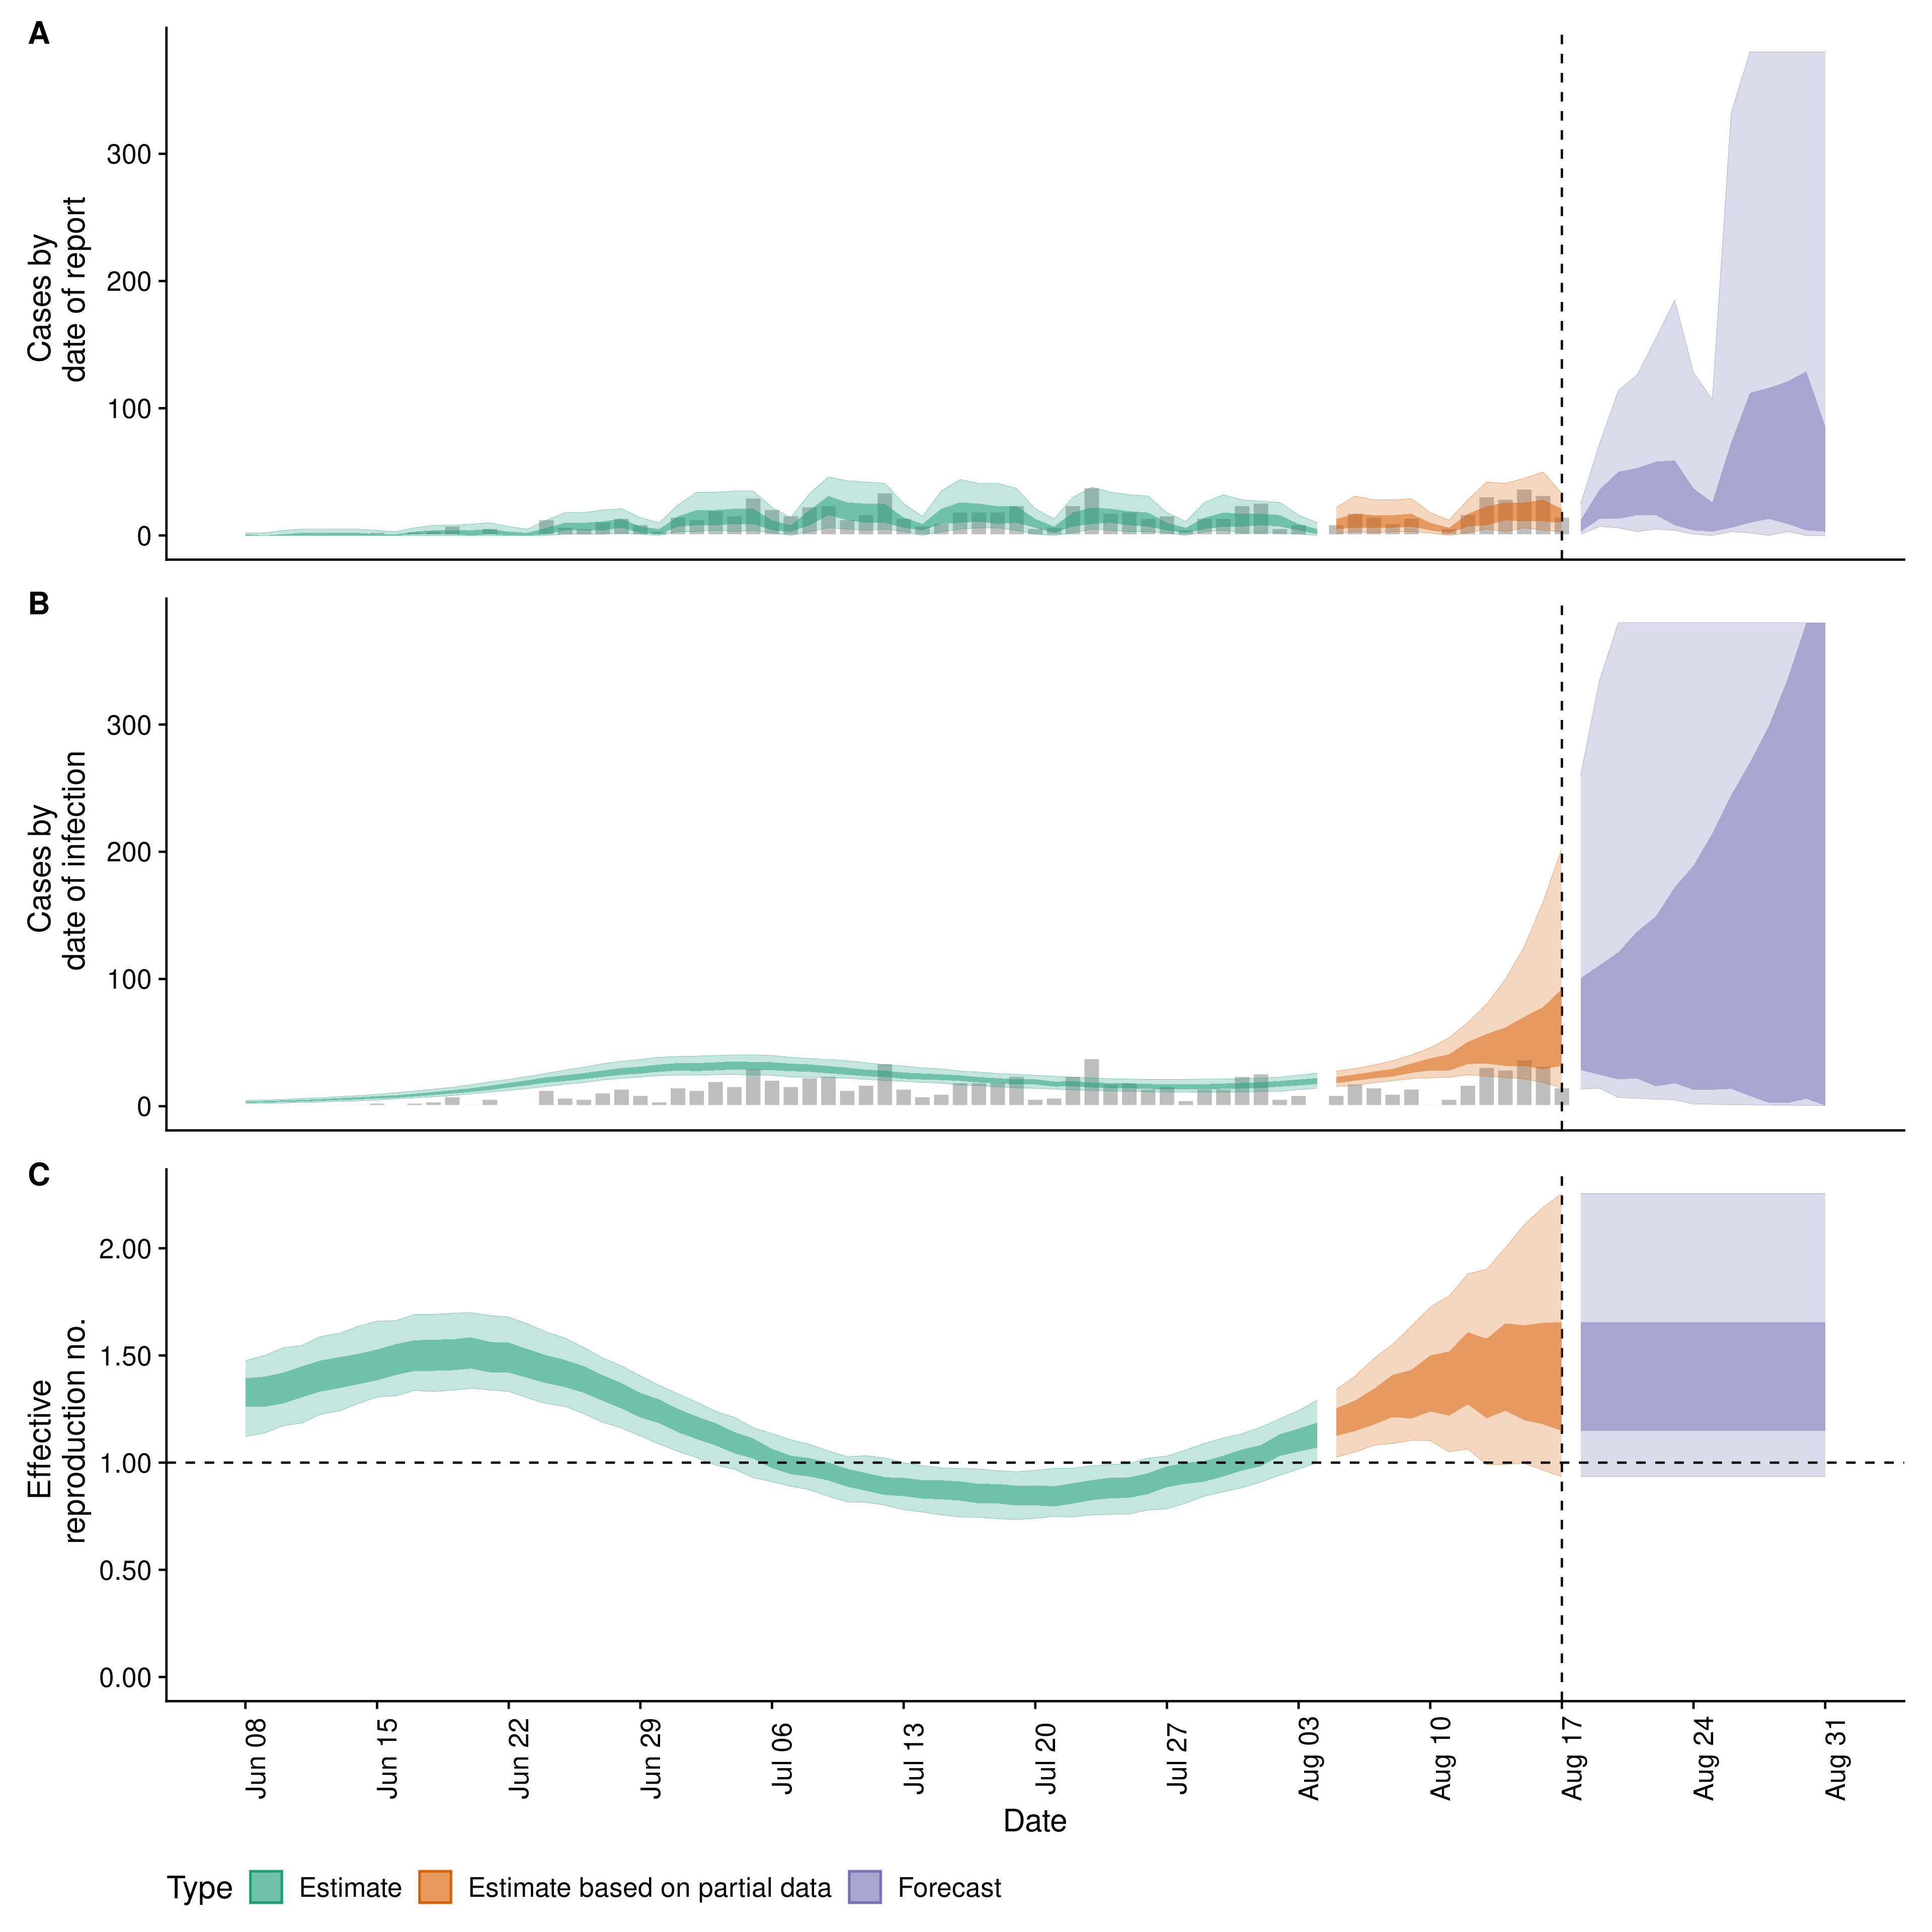 A
Cases by
date of report
300
200
100
0
B
Cases by
date of infection
300
200
100
0
C
Effective
reproduction no.
2.00
1.50
1.00
0.50
0.00
Jun 08
Jun 15
Jun 22
Jun 29
Jul 06
Jul 13
Jul 20
Jul 27
Aug 03
Aug 10
Aug 17
Aug 24
Aug 31
Date
Type
Estimate
Estimate based on partial data
Forecast